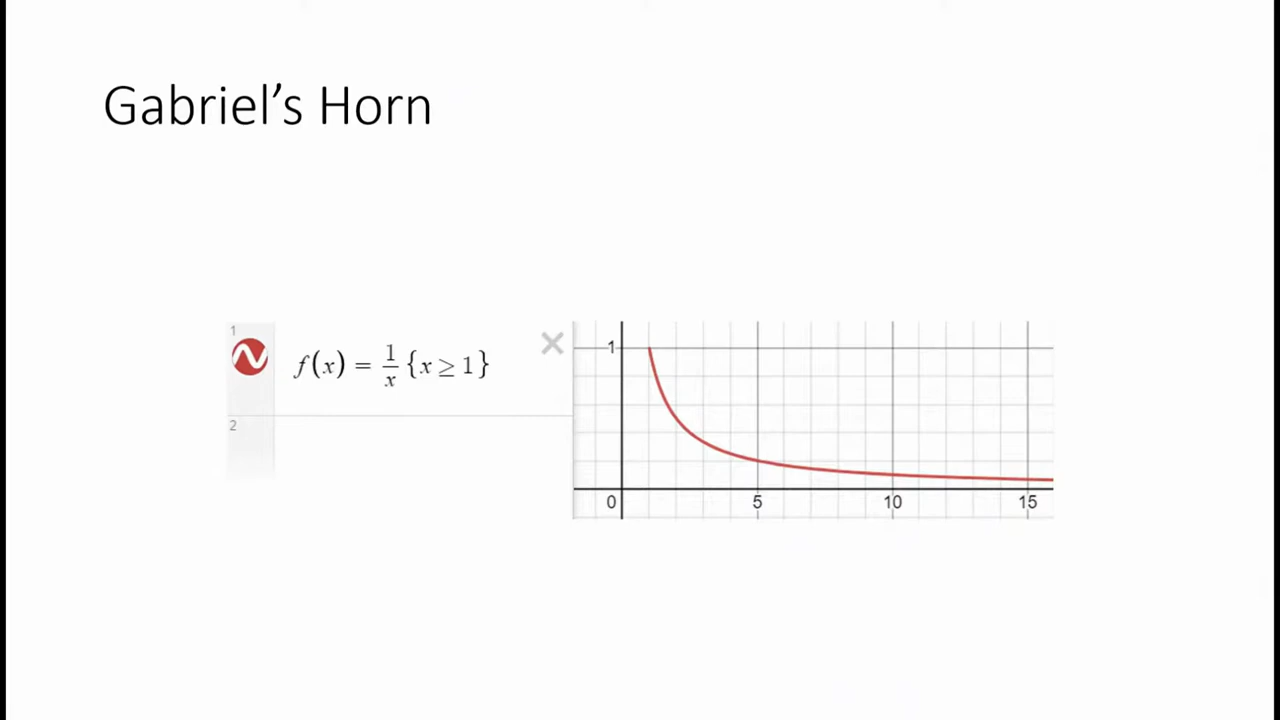 Gabriel's Horn
1
f(x) = 1/x {x ≥ 1}
2
1
0 5 10 15